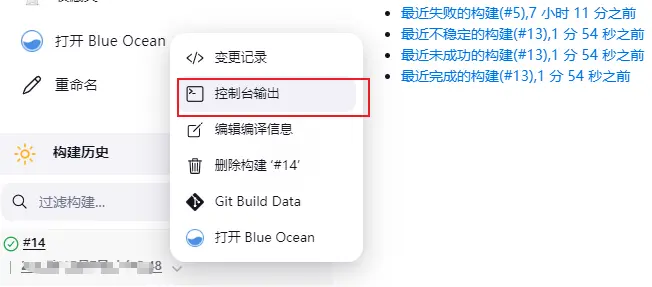 打开 Blue Ocean
重命名
构建历史
过滤构建...
#14
变更记录
控制台输出
编辑编译信息
删除构建 ‘#14’
Git Build Data
打开 Blue Ocean
最近失败的构建(#5),7 小时 11 分之前
最近不稳定的构建(#13),1 分 54 秒之前
最近未成功的构建(#13),1 分 54 秒之前
最近完成的构建(#13),1 分 54 秒之前